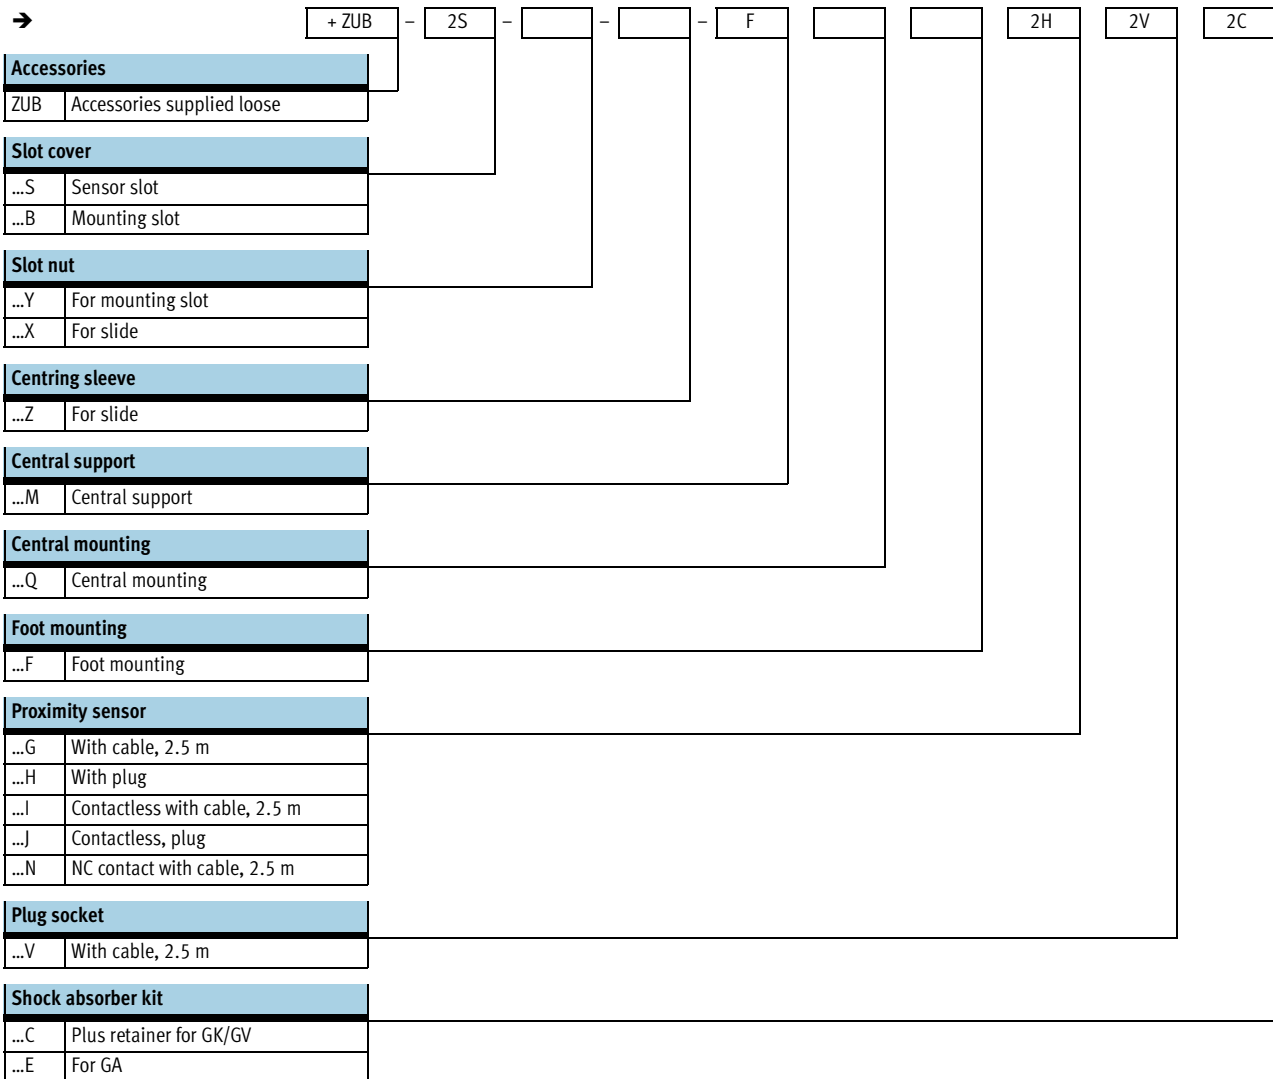 ➔ + ZUB – 2S – – – F 2H 2V 2C
Accessories
ZUB Accessories supplied loose
Slot cover
...S Sensor slot
...B Mounting slot
Slot nut
...Y For mounting slot
...X For slide
Centring sleeve
...Z For slide
Central support
...M Central support
Central mounting
...Q Central mounting
Foot mounting
...F Foot mounting
Proximity sensor
...G With cable, 2.5 m
...H With plug
...I Contactless with cable, 2.5 m
...J Contactless, plug
...N NC contact with cable, 2.5 m
Plug socket
...V With cable, 2.5 m
Shock absorber kit
...C Plus retainer for GK/GV
...E For GA